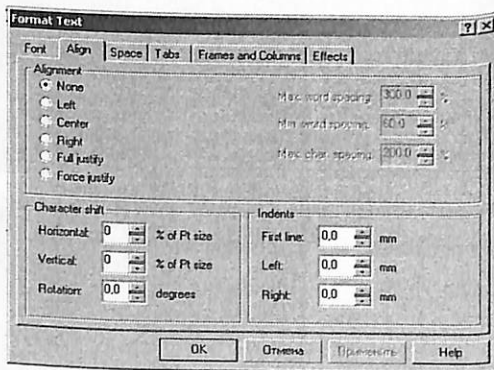 Format Text
Font Align Space Tabs Frames and Columns Effects
Alignment
None
Left
Center
Right
Full justify
Force justify
Max. word spacing: 300.0 %
Min. word spacing: 60.0 %
Max. char. spacing: 200.0 %
Character shift
Horizontal: 0 % of Pt size
Vertical: 0 % of Pt size
Rotation: 0,0 degrees
Indents
First line: 0,0 mm
Left: 0,0 mm
Right: 0,0 mm
OK Отмена Применить Help